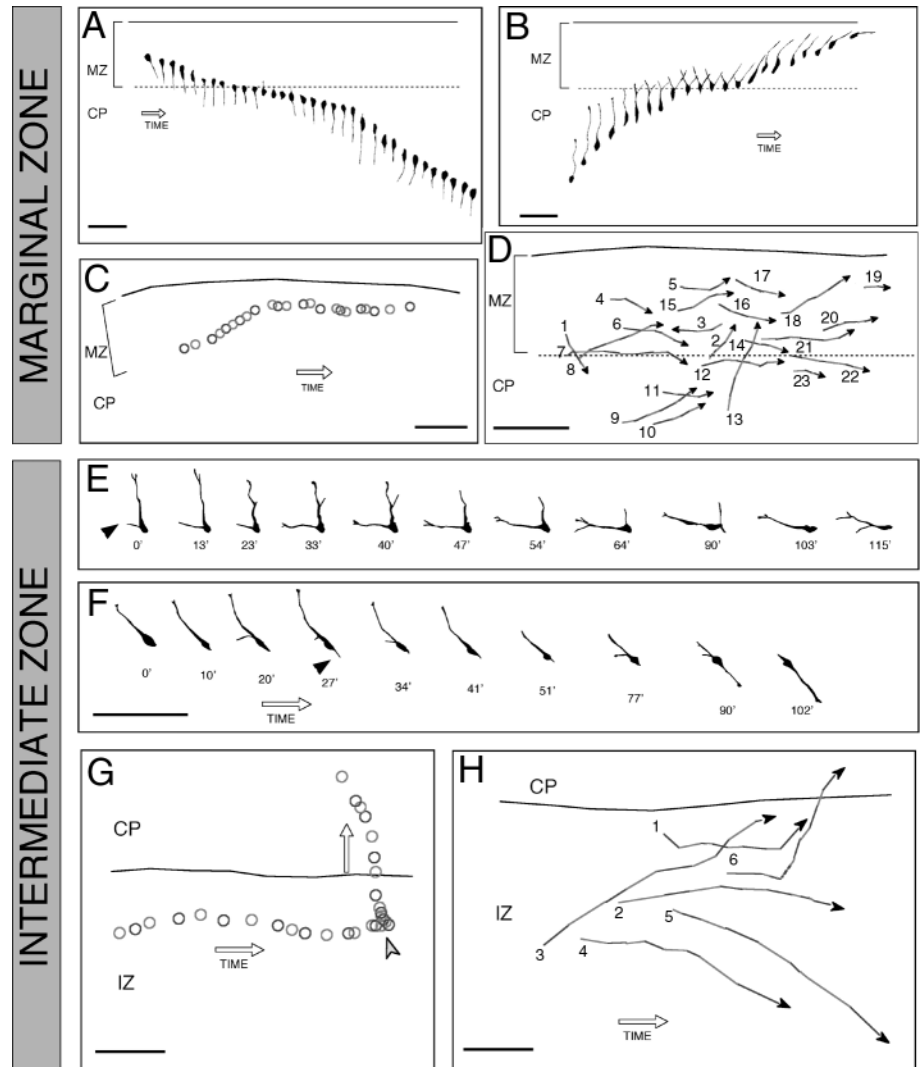 MARGINAL ZONE
A
MZ
CP
TIME
B
MZ
CP
TIME
C
MZ
CP
TIME
D
MZ
CP
1
2
3
4
5
6
7
8
9
10
11
12
13
14
15
16
17
18
19
20
21
22
23
INTERMEDIATE ZONE
E
0' 13' 23' 33' 40' 47' 54' 64' 90' 103' 115'
F
0' 10' 20' 27' 34' 41' 51' 77' 90' 102'
TIME
G
CP
IZ
TIME
H
CP
IZ
1
2
3
4
5
6
TIME